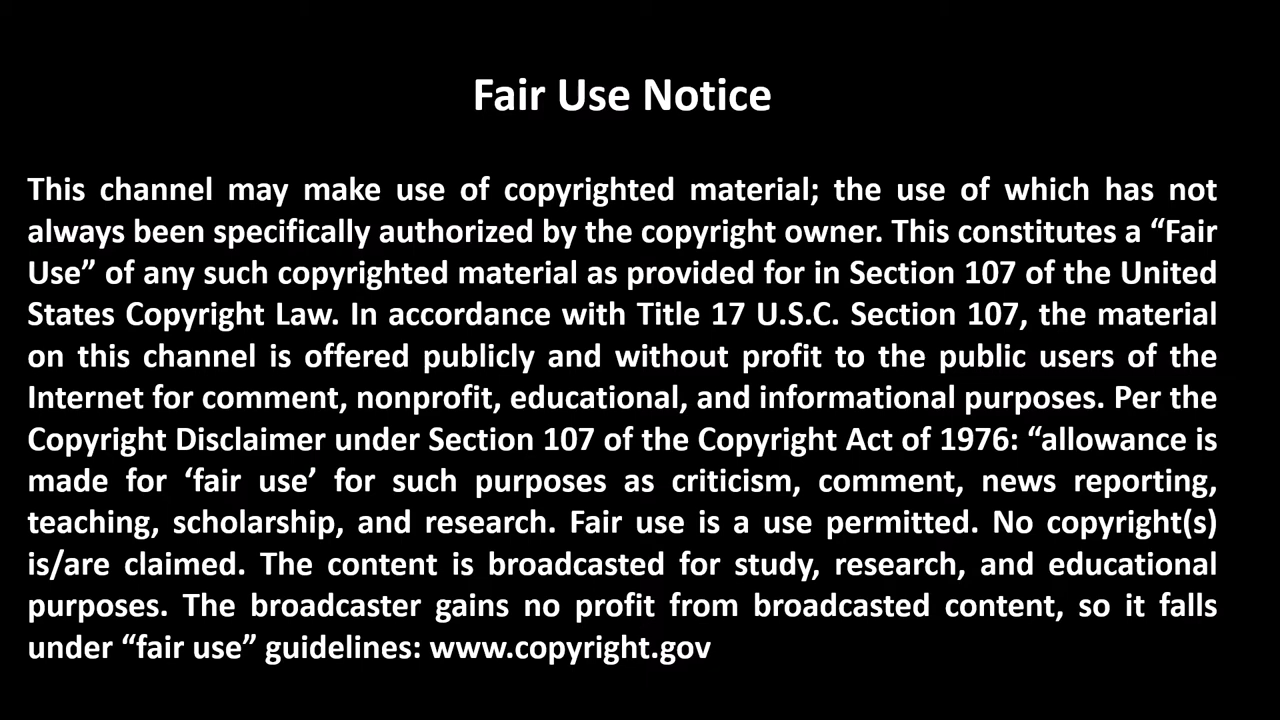 Fair Use Notice
This channel may make use of copyrighted material; the use of which has not
always been specifically authorized by the copyright owner. This constitutes a “Fair
Use” of any such copyrighted material as provided for in Section 107 of the United
States Copyright Law. In accordance with Title 17 U.S.C. Section 107, the material
on this channel is offered publicly and without profit to the public users of the
Internet for comment, nonprofit, educational, and informational purposes. Per the
Copyright Disclaimer under Section 107 of the Copyright Act of 1976: “allowance is
made for ‘fair use’ for such purposes as criticism, comment, news reporting,
teaching, scholarship, and research. Fair use is a use permitted. No copyright(s)
is/are claimed. The content is broadcasted for study, research, and educational
purposes. The broadcaster gains no profit from broadcasted content, so it falls
under “fair use” guidelines: www.copyright.gov